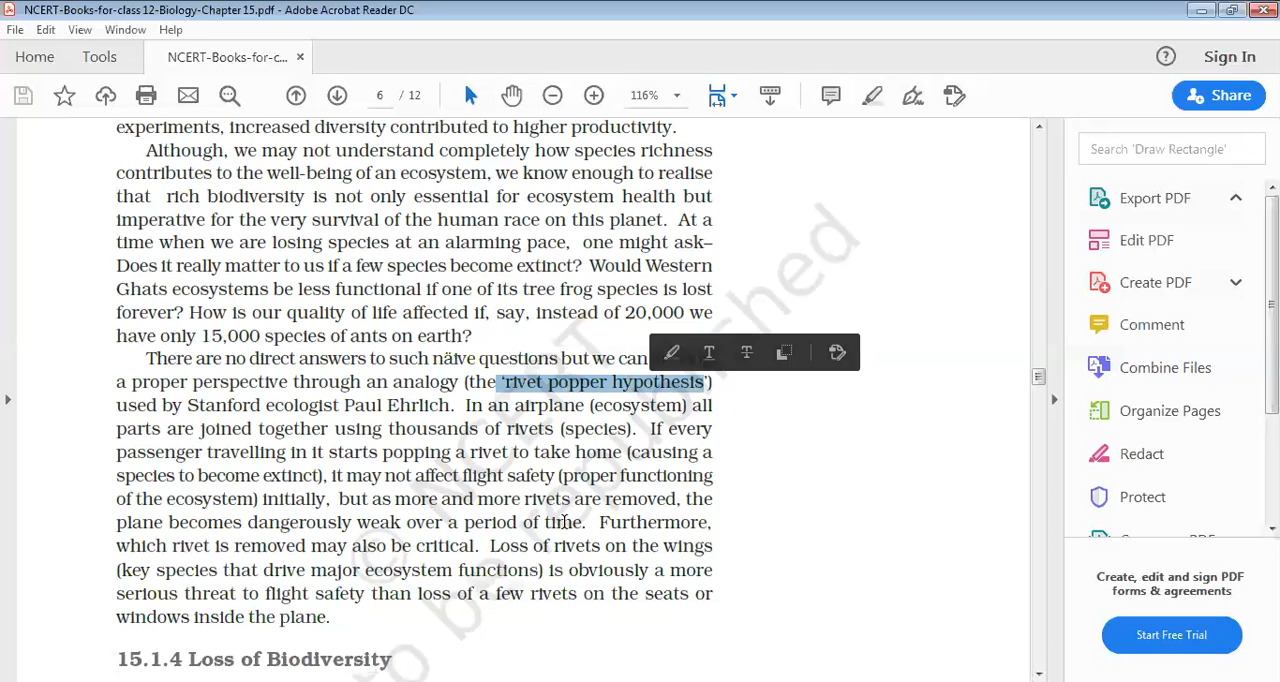 NCERT-Books-for-class 12-Biology-Chapter 15.pdf - Adobe Acrobat Reader DC
File Edit View Window Help
Home Tools NCERT-Books-for-c... × Sign In
6 / 12 116% Share
experiments, increased diversity contributed to higher productivity.
Although, we may not understand completely how species richness
contributes to the well-being of an ecosystem, we know enough to realise
that rich biodiversity is not only essential for ecosystem health but
imperative for the very survival of the human race on this planet. At a
time when we are losing species at an alarming pace, one might ask–
Does it really matter to us if a few species become extinct? Would Western
Ghats ecosystems be less functional if one of its tree frog species is lost
forever? How is our quality of life affected if, say, instead of 20,000 we
have only 15,000 species of ants on earth?
There are no direct answers to such näive questions but we can
a proper perspective through an analogy (the ‘rivet popper hypothesis’)
used by Stanford ecologist Paul Ehrlich. In an airplane (ecosystem) all
parts are joined together using thousands of rivets (species). If every
passenger travelling in it starts popping a rivet to take home (causing a
species to become extinct), it may not affect flight safety (proper functioning
of the ecosystem) initially, but as more and more rivets are removed, the
plane becomes dangerously weak over a period of time. Furthermore,
which rivet is removed may also be critical. Loss of rivets on the wings
(key species that drive major ecosystem functions) is obviously a more
serious threat to flight safety than loss of a few rivets on the seats or
windows inside the plane.
15.1.4 Loss of Biodiversity
© NCERT
to be republished
Search 'Draw Rectangle'
Export PDF
Edit PDF
Create PDF
Comment
Combine Files
Organize Pages
Redact
Protect
Create, edit and sign PDF
forms & agreements
Start Free Trial